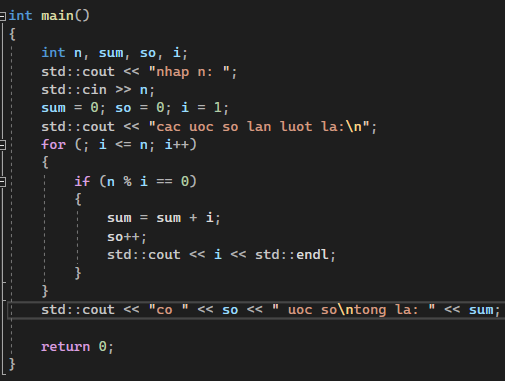 int main()
{
    int n, sum, so, i;
    std::cout << "nhap n: ";
    std::cin >> n;
    sum = 0; so = 0; i = 1;
    std::cout << "cac uoc so lan luot la:\n";
    for (; i <= n; i++)
    {
        if (n % i == 0)
        {
            sum = sum + i;
            so++;
            std::cout << i << std::endl;
        }
    }
    std::cout << "co " << so << " uoc so\ntong la: " << sum;
    return 0;
}